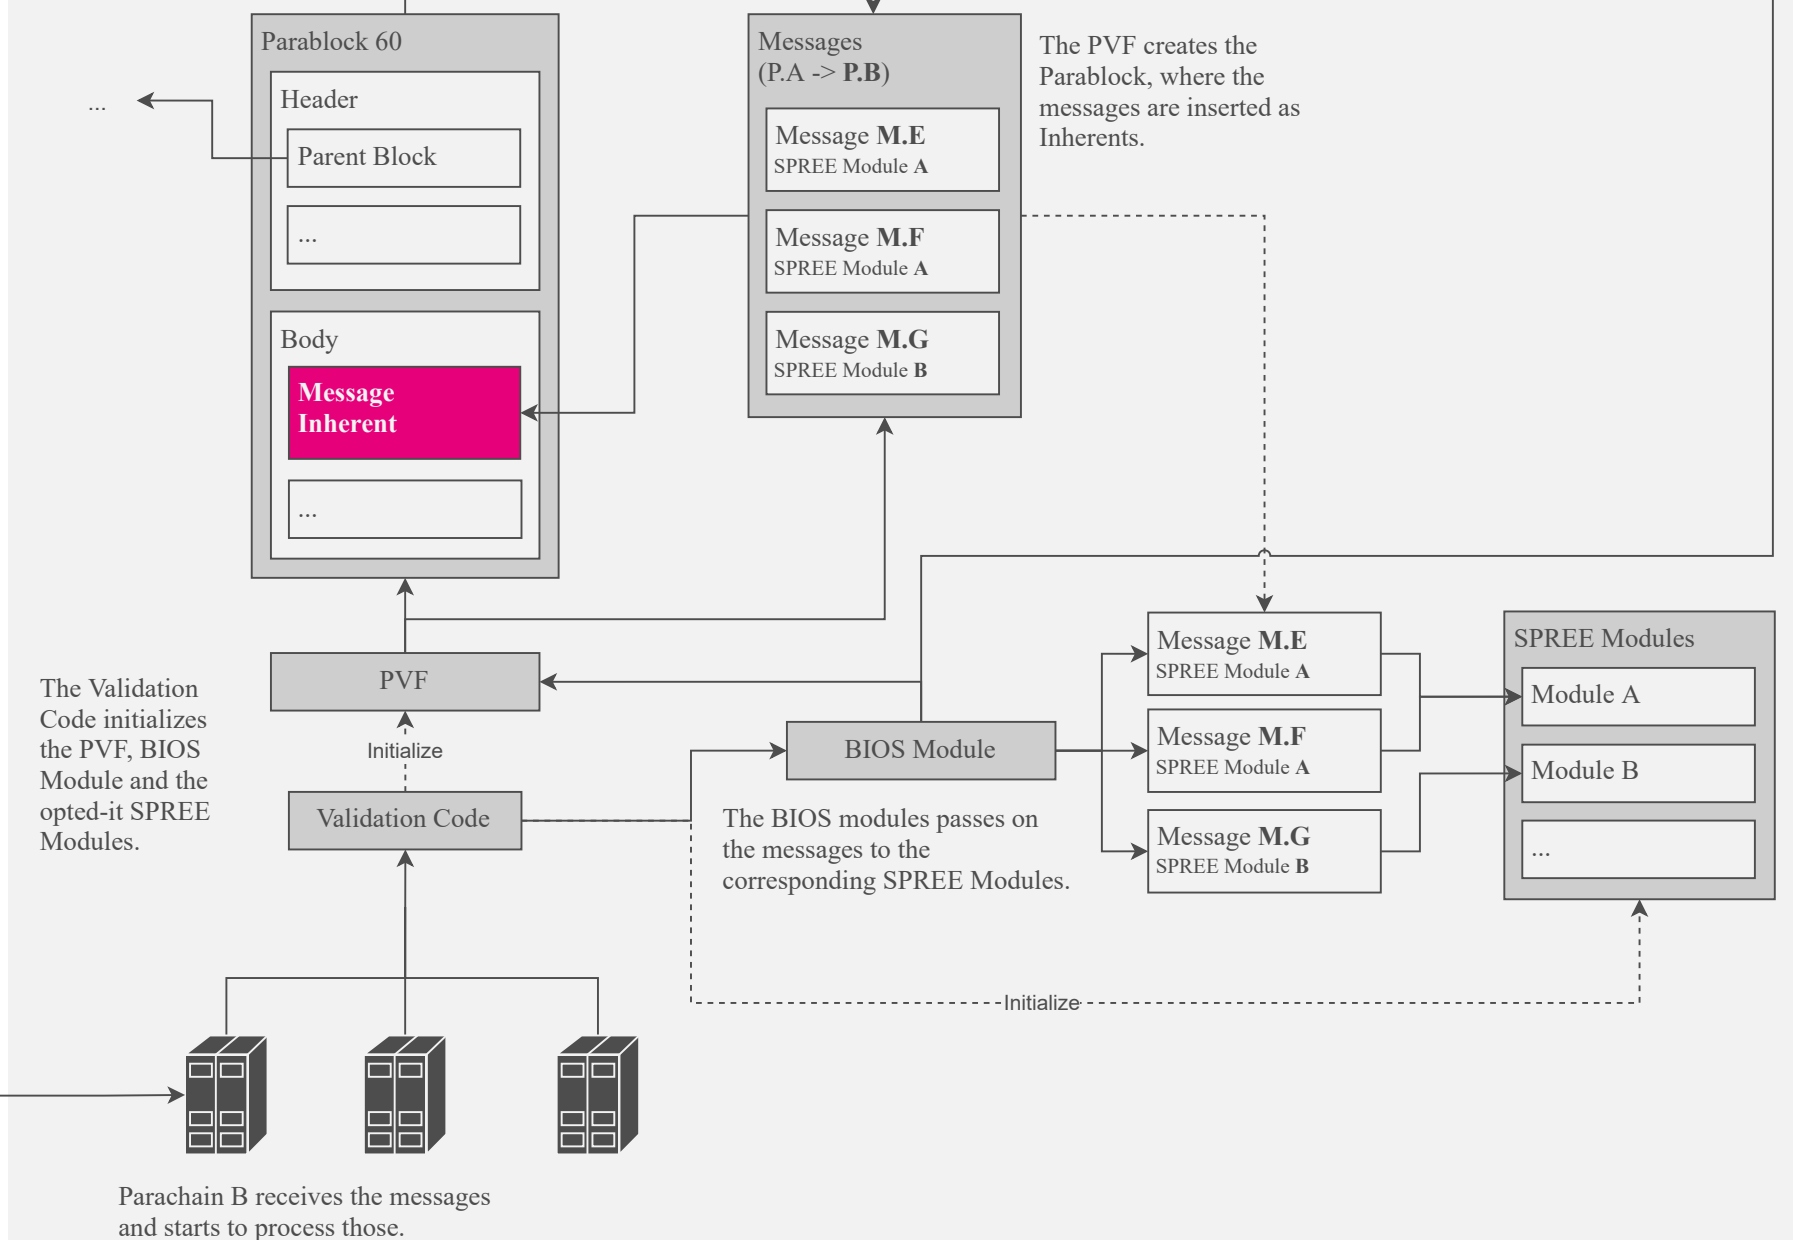 Parablock 60
Header
...
Parent Block
...
Body
Message
Inherent
...
Messages
(P.A -> P.B)
Message M.E
SPREE Module A
Message M.F
SPREE Module A
Message M.G
SPREE Module B
The PVF creates the
Parablock, where the
messages are inserted as
Inherents.
PVF
Initialize
Validation Code
The Validation
Code initializes
the PVF, BIOS
Module and the
opted-it SPREE
Modules.
BIOS Module
The BIOS modules passes on
the messages to the
corresponding SPREE Modules.
Message M.E
SPREE Module A
Message M.F
SPREE Module A
Message M.G
SPREE Module B
SPREE Modules
Module A
Module B
...
Initialize
Parachain B receives the messages
and starts to process those.